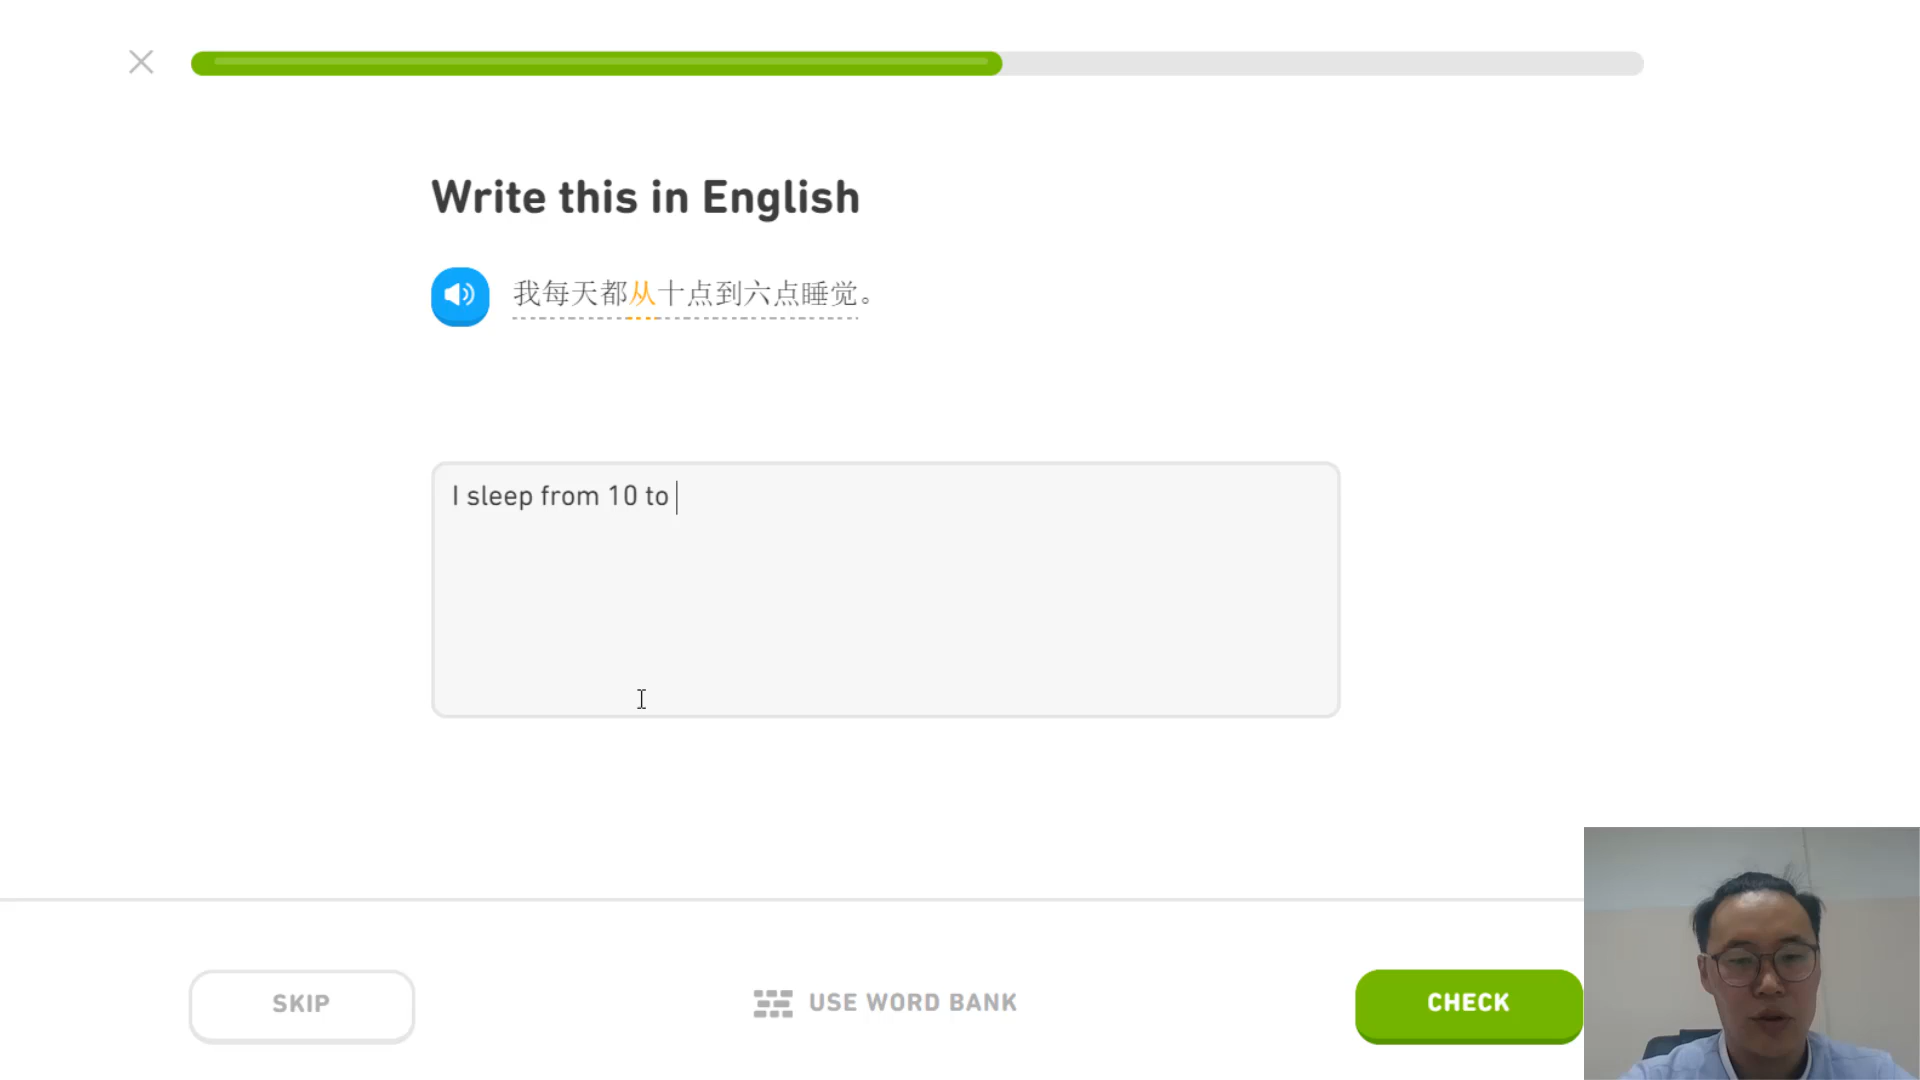 Write this in English
我每天都从十点到六点睡觉。
I sleep from 10 to
SKIP
USE WORD BANK
CHECK